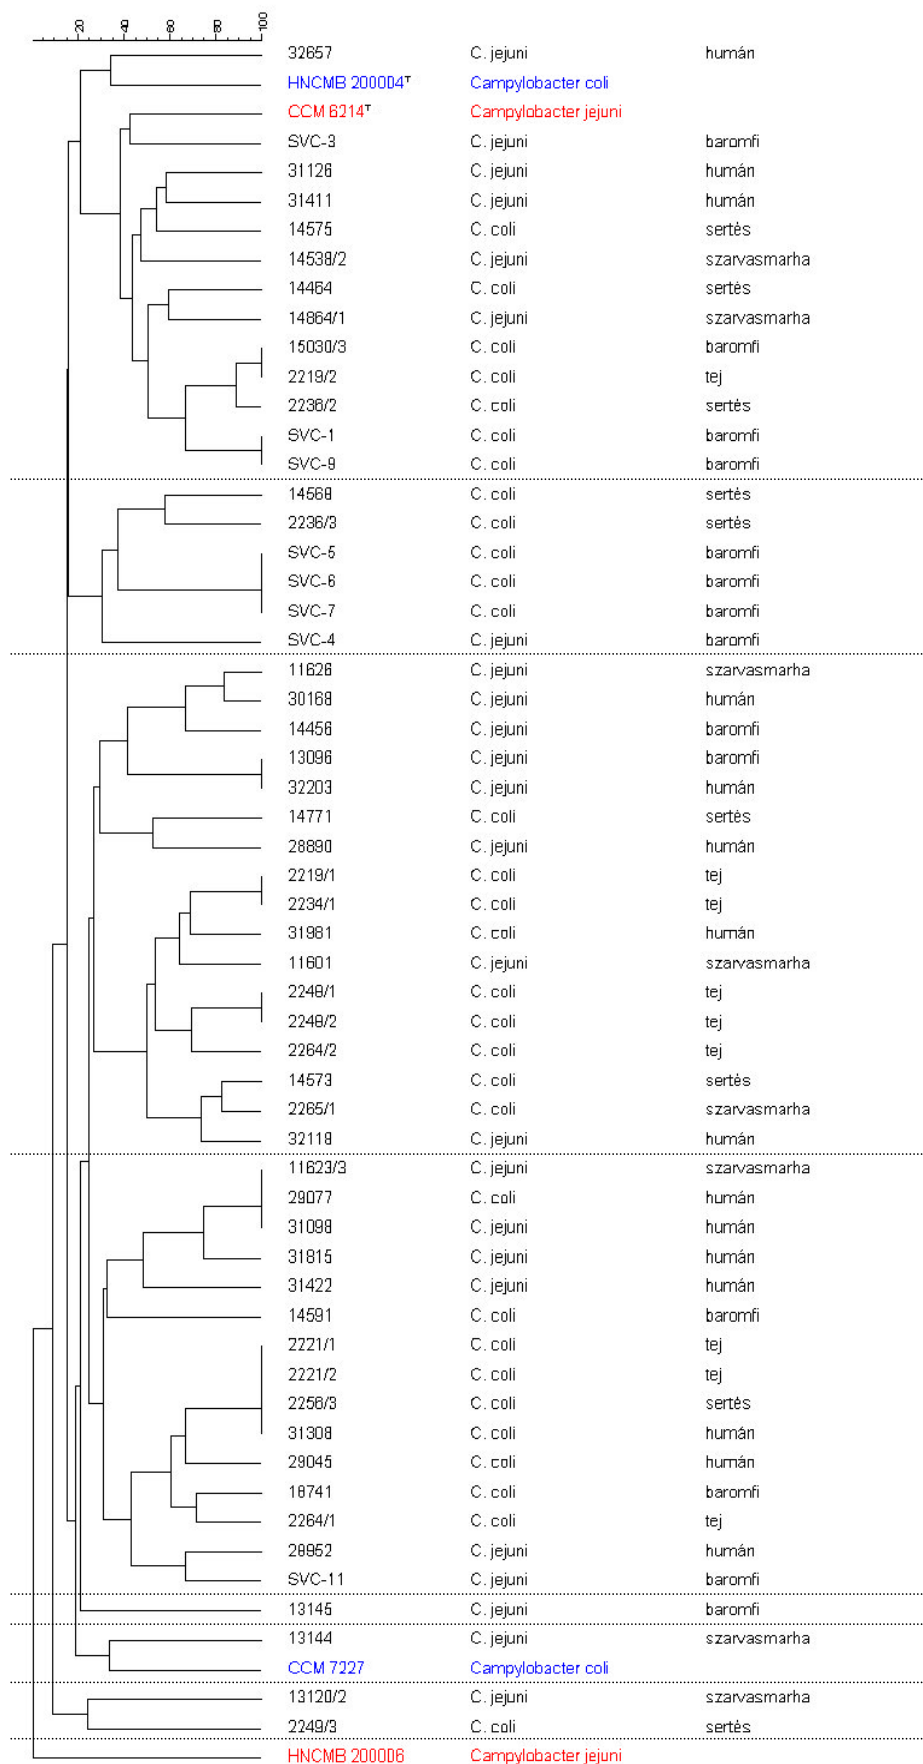 20 40 60 80 100
32657 C. jejuni humán
HNCMB 200004ᵀ Campylobacter coli
CCM 6214ᵀ Campylobacter jejuni
SVC-3 C. jejuni baromfi
31126 C. jejuni humán
31411 C. jejuni humán
14575 C. coli sertés
14538/2 C. jejuni szarvasmarha
14464 C. coli sertés
14864/1 C. jejuni szarvasmarha
15030/3 C. coli baromfi
2219/2 C. coli tej
2236/2 C. coli sertés
SVC-1 C. coli baromfi
SVC-9 C. coli baromfi
14568 C. coli sertés
2236/3 C. coli sertés
SVC-5 C. coli baromfi
SVC-6 C. coli baromfi
SVC-7 C. coli baromfi
SVC-4 C. jejuni baromfi
11626 C. jejuni szarvasmarha
30168 C. jejuni humán
14456 C. jejuni baromfi
13096 C. jejuni baromfi
32203 C. jejuni humán
14771 C. coli sertés
28890 C. jejuni humán
2219/1 C. coli tej
2234/1 C. coli tej
31981 C. coli humán
11601 C. jejuni szarvasmarha
2248/1 C. coli tej
2248/2 C. coli tej
2264/2 C. coli tej
14573 C. coli sertés
2265/1 C. coli szarvasmarha
32118 C. jejuni humán
11623/3 C. jejuni szarvasmarha
29077 C. coli humán
31098 C. jejuni humán
31815 C. jejuni humán
31422 C. jejuni humán
14591 C. coli baromfi
2221/1 C. coli tej
2221/2 C. coli tej
2256/3 C. coli sertés
31308 C. coli humán
29045 C. coli humán
18741 C. coli baromfi
2264/1 C. coli tej
28952 C. jejuni humán
SVC-11 C. jejuni baromfi
13145 C. jejuni baromfi
13144 C. jejuni szarvasmarha
CCM 7227 Campylobacter coli
13120/2 C. jejuni szarvasmarha
2249/3 C. coli sertés
HNCMB 200006 Campylobacter jejuni